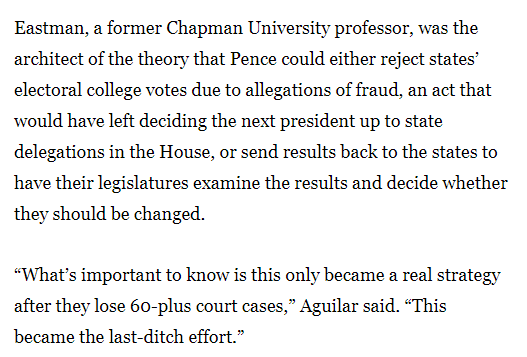 Eastman, a former Chapman University professor, was the
architect of the theory that Pence could either reject states’
electoral college votes due to allegations of fraud, an act that
would have left deciding the next president up to state
delegations in the House, or send results back to the states to
have their legislatures examine the results and decide whether
they should be changed.
“What’s important to know is this only became a real strategy
after they lose 60-plus court cases,” Aguilar said. “This
became the last-ditch effort.”